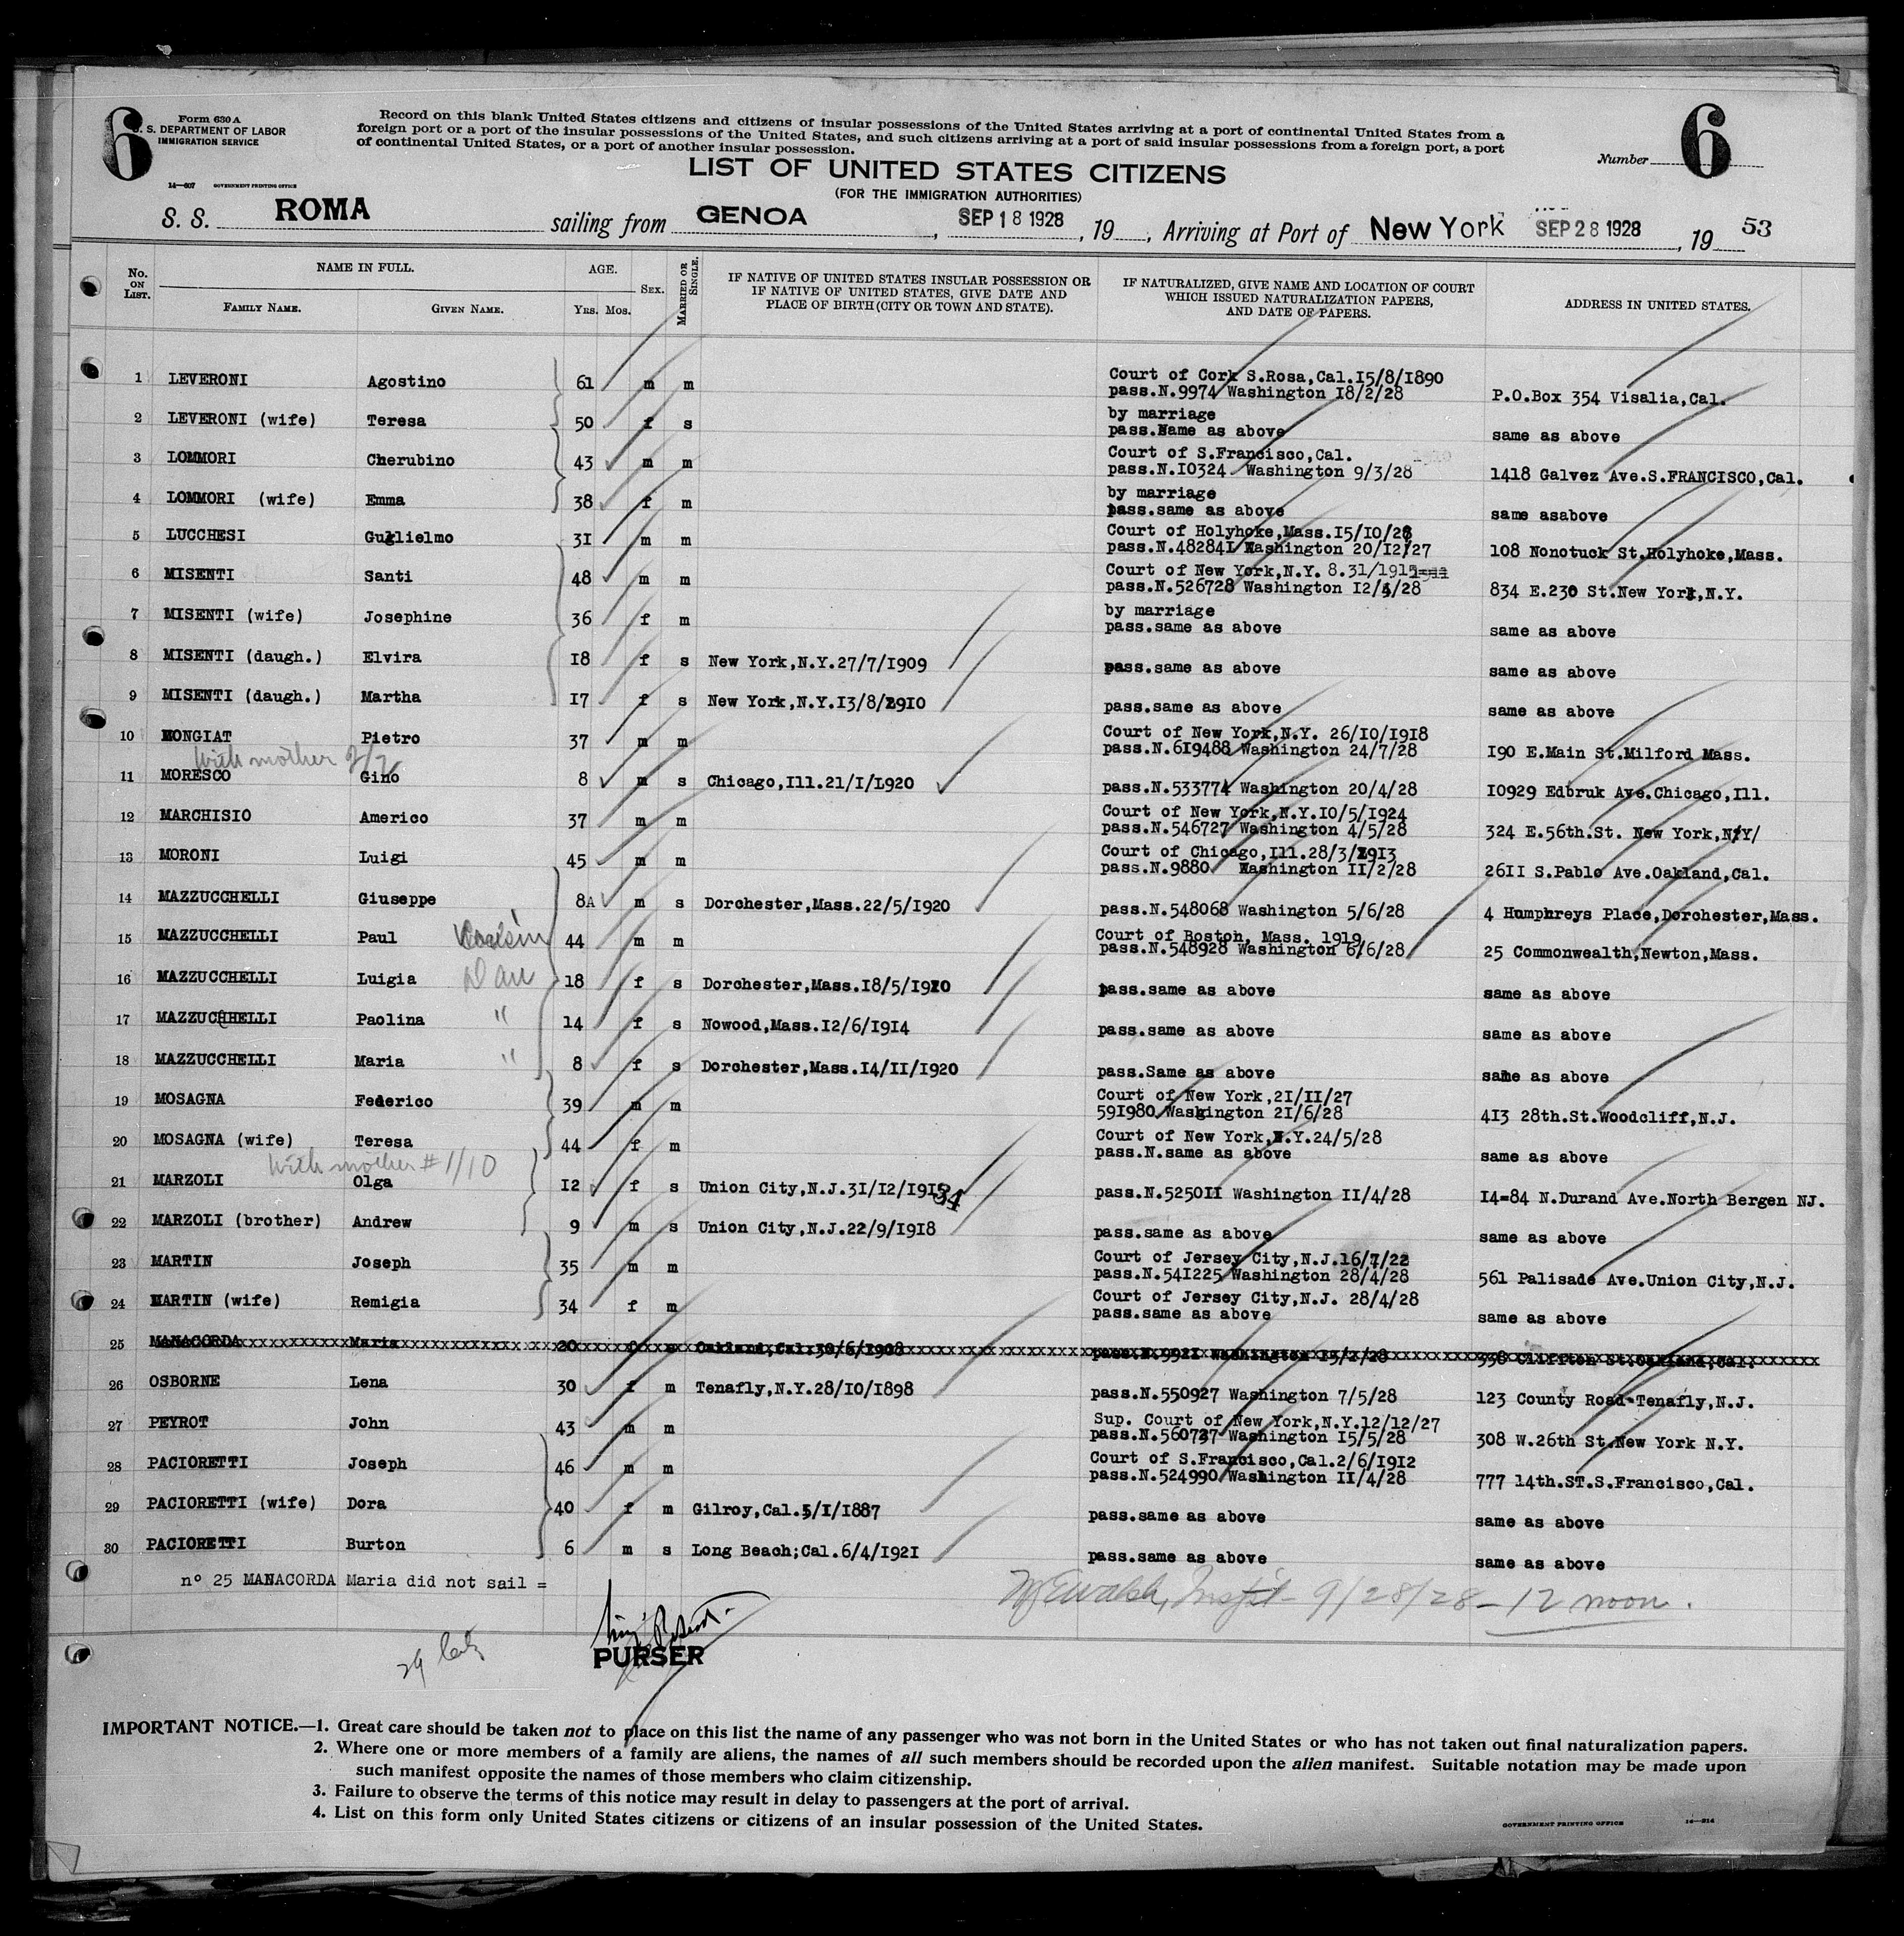 6
Form 630 A
U. S. DEPARTMENT OF LABOR
IMMIGRATION SERVICE
14—607 GOVERNMENT PRINTING OFFICE
Record on this blank United States citizens and citizens of insular possessions of the United States arriving at a port of continental United States from a
foreign port or a port of the insular possessions of the United States, and such citizens arriving at a port of said insular possessions from a foreign port, a port
of continental United States, or a port of another insular possession.
LIST OF UNITED STATES CITIZENS
(FOR THE IMMIGRATION AUTHORITIES)
Number 6
S. S. ROMA sailing from GENOA, SEP 18 1928, 19, Arriving at Port of New York SEP 28 1928, 19 53
No. ON LIST. NAME IN FULL. FAMILY NAME. GIVEN NAME. AGE. YRS. MOS. SEX. MARRIED OR SINGLE. IF NATIVE OF UNITED STATES INSULAR POSSESSION OR IF NATIVE OF UNITED STATES, GIVE DATE AND PLACE OF BIRTH (CITY OR TOWN AND STATE). IF NATURALIZED, GIVE NAME AND LOCATION OF COURT WHICH ISSUED NATURALIZATION PAPERS, AND DATE OF PAPERS. ADDRESS IN UNITED STATES.
1 LEVERONI Agostino 61 m m Court of Cork S.Rosa,Cal.15/8/1890
pass.N.9974 Washington 18/2/28 P.O.Box 354 Visalia,Cal.
2 LEVERONI (wife) Teresa 50 f s by marriage
pass.Name as above same as above
3 LOMMORI Cherubino 43 m m Court of S.Francisco,Cal.
pass.N.10324 Washington 9/3/28 1418 Galvez Ave.S.FRANCISCO,Cal.
4 LOMMORI (wife) Emma 38 f m by marriage
pass.same as above same asabove
5 LUCCHESI Guglielmo 31 m m Court of Holyhoke,Mass.15/10/28
pass.N.482841 Washington 20/12/27 108 Nonotuck St.Holyhoke,Mass.
6 MISENTI Santi 48 m m Court of New York,N.Y. 8.31/1915
pass.N.526728 Washington 12/4/28 834 E.230 St.New York,N.Y.
7 MISENTI (wife) Josephine 36 f m by marriage
pass.same as above same as above
8 MISENTI (daugh.) Elvira 18 f s New York,N.Y.27/7/1909 pass.same as above same as above
9 MISENTI (daugh.) Martha 17 f s New York,N.Y.13/8/1910 pass.same as above same as above
10 MONGIAT Pietro 37 m m Court of New York,N.Y. 26/10/1918
pass.N.619488 Washington 24/7/28 190 E.Main St.Milford Mass.
With mother 2/7
11 MORESCO Gino 8 m s Chicago,Ill.21/1/1920 pass.N.533774 Washington 20/4/28 10929 Edbruk Ave.Chicago,Ill.
12 MARCHISIO Americo 37 m m Court of New York,N.Y.10/5/1924
pass.N.546727 Washington 4/5/28 324 E.56th.St. New York,N/Y/
13 MORONI Luigi 45 m m Court of Chicago,Ill.28/3/1913
pass.N.9880 Washington 11/2/28 2611 S.Pablo Ave.Oakland,Cal.
14 MAZZUCCHELLI Giuseppe 8A m s Dorchester,Mass.22/5/1920 pass.N.548068 Washington 5/6/28 4 Humphreys Place,Dorchester,Mass.
15 MAZZUCCHELLI Paul Cousin 44 m m Court of Boston, Mass. 1919
pass.N.548928 Washington 6/6/28 25 Commonwealth,Newton,Mass.
16 MAZZUCCHELLI Luigia Dau 18 f s Dorchester,Mass.18/5/1910 pass.same as above same as above
17 MAZZUCCHELLI Paolina " 14 f s Nowood,Mass.12/6/1914 pass.same as above same as above
18 MAZZUCCHELLI Maria " 8 f s Dorchester,Mass.14/11/1920 pass.Same as above same as above
19 MOSAGNA Federico 39 m m Court of New York,21/11/27
591980 Washington 21/6/28 413 28th.St.Woodcliff,N.J.
20 MOSAGNA (wife) Teresa 44 f m Court of New York,N.Y.24/5/28
pass.N.same as above same as above
With mother # 1/10
21 MARZOLI Olga 12 f s Union City,N.J.31/12/191 34 pass.N.525011 Washington 11/4/28 14=84 N.Durand Ave.North Bergen NJ.
22 MARZOLI (brother) Andrew 9 m s Union City,N.J.22/9/1918 pass.same as above same as above
23 MARTIN Joseph 35 m m Court of Jersey City,N.J.16/7/22
pass.N.541225 Washington 28/4/28 561 Palisade Ave.Union City,N.J.
24 MARTIN (wife) Remigia 34 f m Court of Jersey City,N.J. 28/4/28
pass.same as above same as above
25 MANACORDA Maria 20 f s Oakland,Cal.30/6/1908 pass.N.9921 Washington 15/2/28 338 Cliffton St.Oakland,Cal.
26 OSBORNE Lena 30 f m Tenafly,N.Y.28/10/1898 pass.N.550927 Washington 7/5/28 123 County Road-Tenafly,N.J.
27 PEYROT John 43 m m Sup. Court of New York,N.Y.12/12/27
pass.N.560737 Washington 15/5/28 308 W.26th St.New York N.Y.
28 PACIORETTI Joseph 46 m m Court of S.Francisco,Cal.2/6/1912
pass.N.524990 Washington 11/4/28 777 14th.ST.S.Francisco,Cal.
29 PACIORETTI (wife) Dora 40 f m Gilroy,Cal.5/1/1887 pass.same as above same as above
30 PACIORETTI Burton 6 m s Long Beach;Cal.6/4/1921 pass.same as above same as above
nº 25 MANACORDA Maria did not sail =
9/28/28 – 12 noon.
PURSER
IMPORTANT NOTICE.—1. Great care should be taken not to place on this list the name of any passenger who was not born in the United States or who has not taken out final naturalization papers.
2. Where one or more members of a family are aliens, the names of all such members should be recorded upon the alien manifest. Suitable notation may be made upon
such manifest opposite the names of those members who claim citizenship.
3. Failure to observe the terms of this notice may result in delay to passengers at the port of arrival.
4. List on this form only United States citizens or citizens of an insular possession of the United States.
GOVERNMENT PRINTING OFFICE 14—914